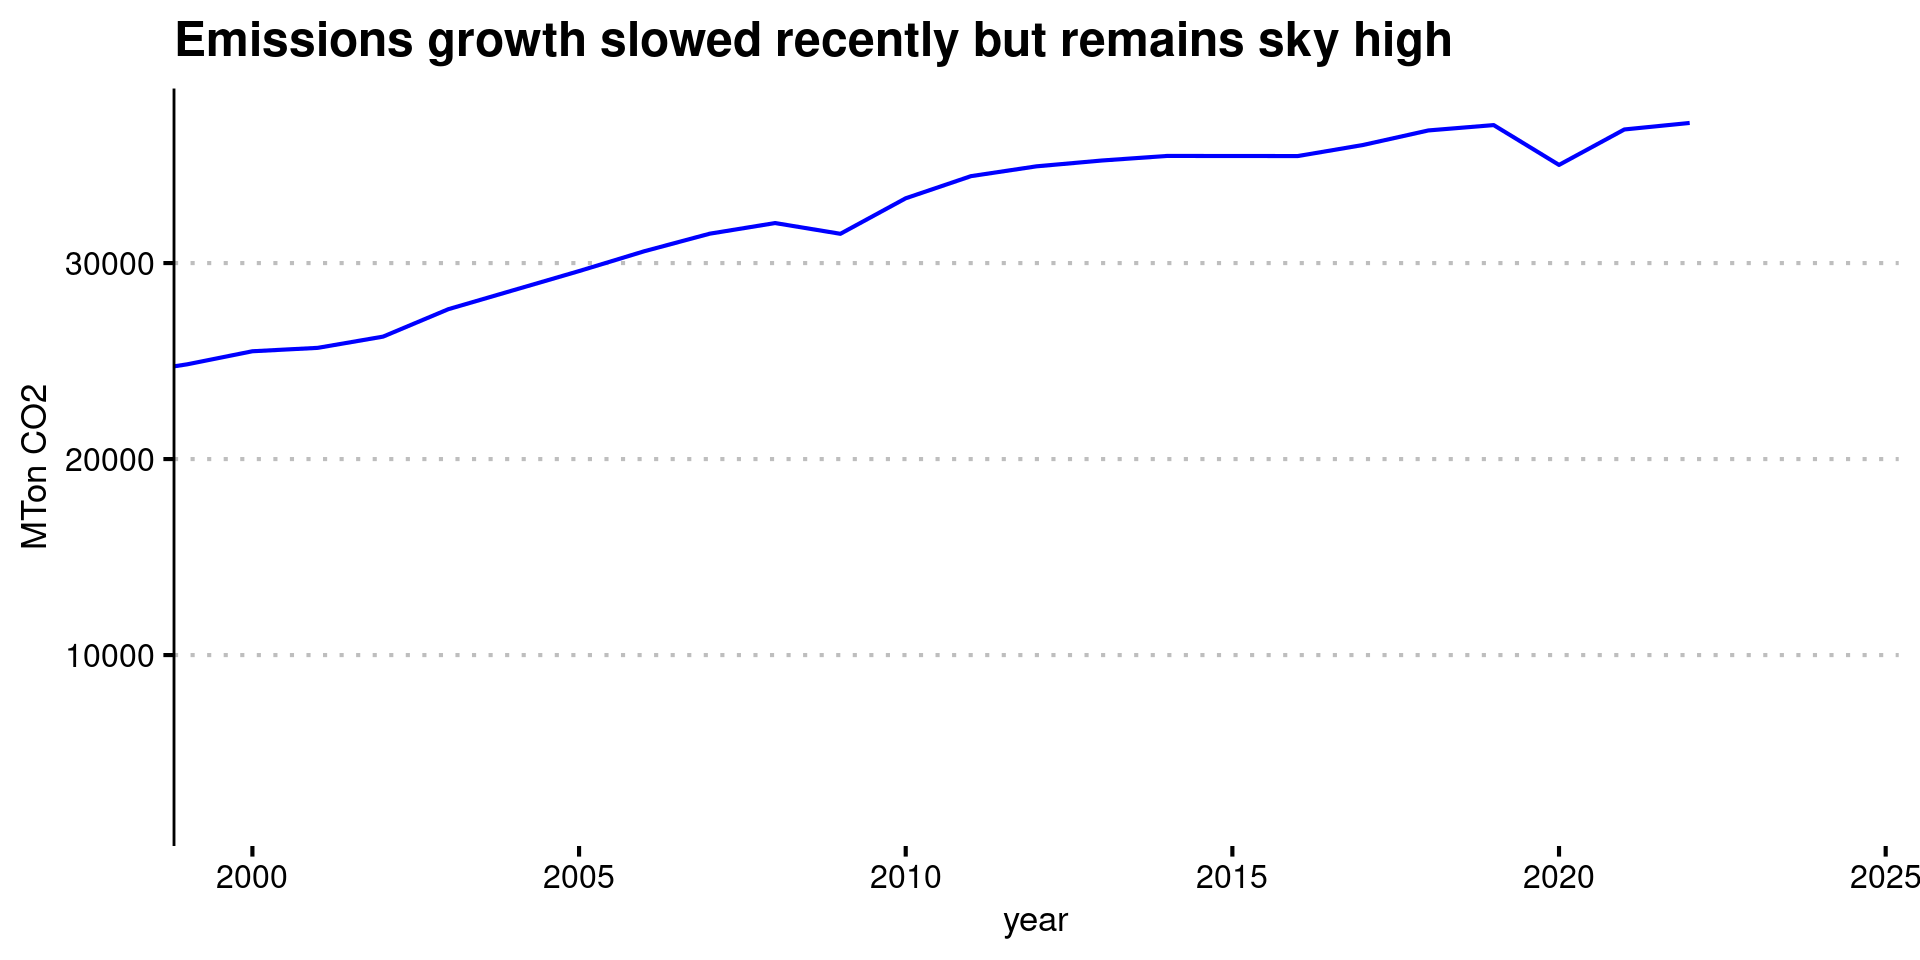 Emissions growth slowed recently but remains sky high
MTon CO2
30000
20000
10000
2000 2005 2010 2015 2020 2025
year